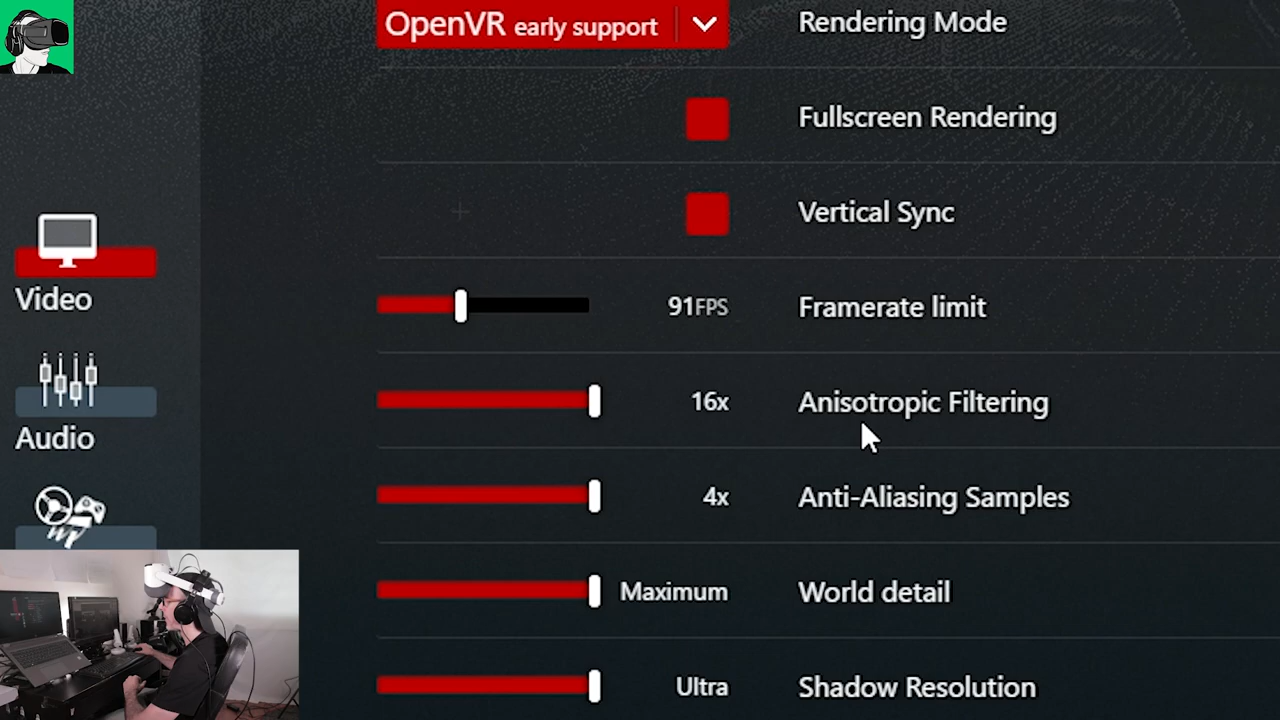 OpenVR early support Rendering Mode
Fullscreen Rendering
Vertical Sync
Video
91FPS Framerate limit
16x Anisotropic Filtering
Audio
4x Anti-Aliasing Samples
Maximum World detail
Ultra Shadow Resolution